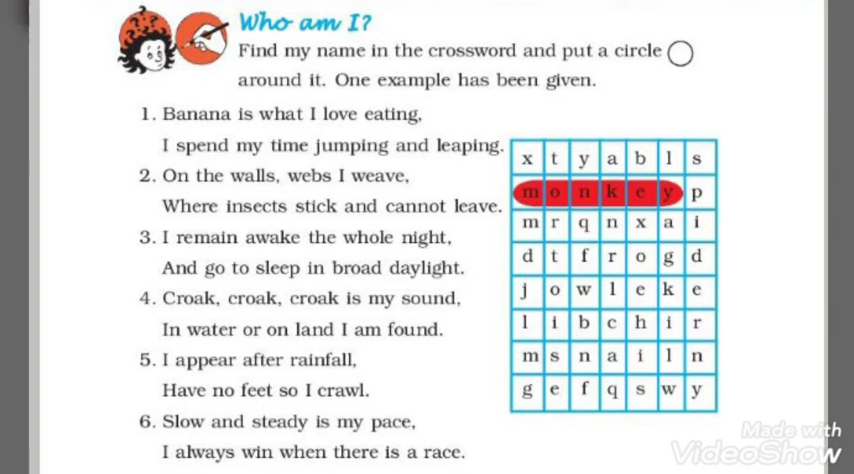 Who am I?
Find my name in the crossword and put a circle
around it. One example has been given.
1. Banana is what I love eating,
I spend my time jumping and leaping.
2. On the walls, webs I weave,
Where insects stick and cannot leave.
3. I remain awake the whole night,
And go to sleep in broad daylight.
4. Croak, croak, croak is my sound,
In water or on land I am found.
5. I appear after rainfall,
Have no feet so I crawl.
6. Slow and steady is my pace,
I always win when there is a race.
x t y a b l s
m o n k e y p
m r q n x a i
d t f r o g d
j o w l e k e
l i b c h i r
m s n a i l n
g e f q s w y
Made with
VideoShow